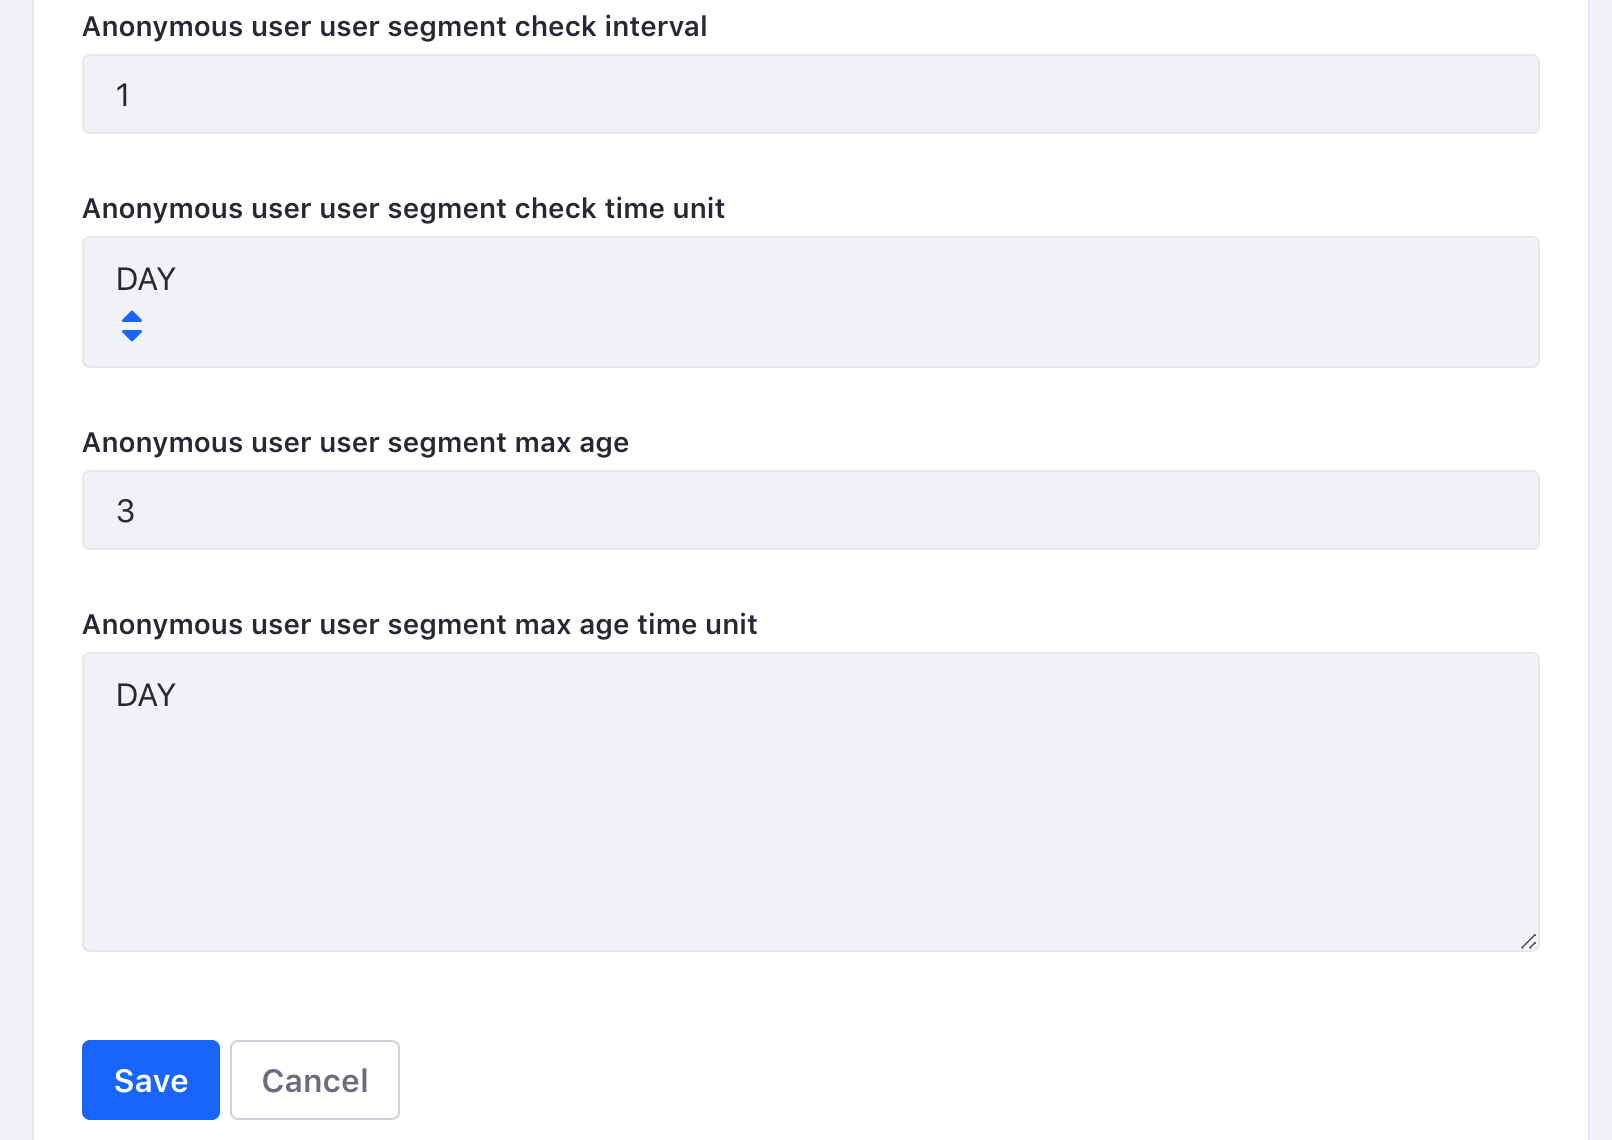 Anonymous user user segment check interval
1
Anonymous user user segment check time unit
DAY
Anonymous user user segment max age
3
Anonymous user user segment max age time unit
DAY
Save
Cancel